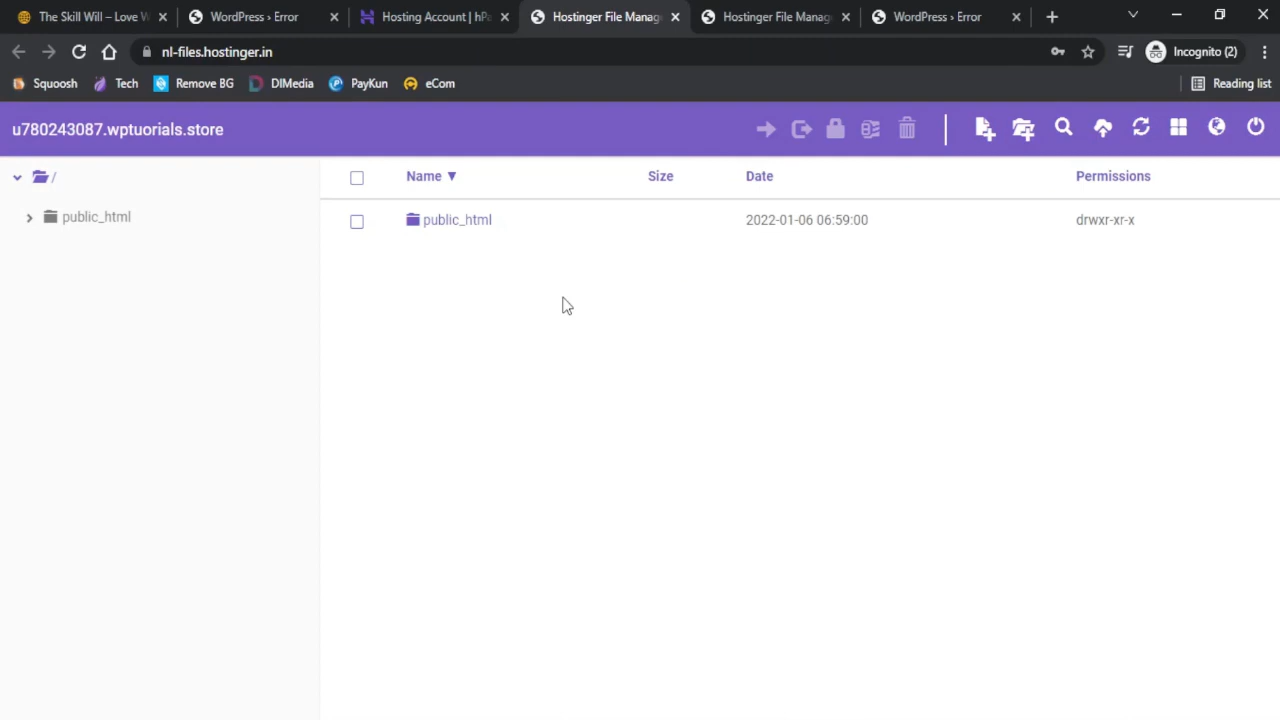 The Skill Will – Love W
WordPress › Error
Hosting Account | hPa
Hostinger File Manag
Hostinger File Manag
WordPress › Error
nl-files.hostinger.in
Incognito (2)
Squoosh
Tech
Remove BG
DIMedia
PayKun
eCom
Reading list
u780243087.wptuorials.store
/
Name ▼
Size
Date
Permissions
public_html
public_html
2022-01-06 06:59:00
drwxr-xr-x